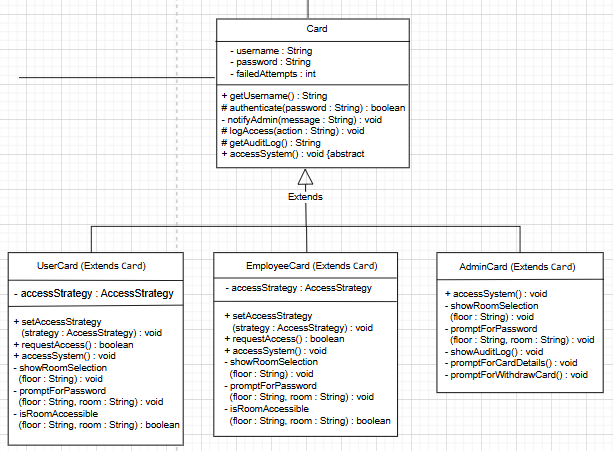 Card
- username : String
- password : String
- failedAttempts : int
+ getUsername() : String
# authenticate(password : String) : boolean
- notifyAdmin(message : String) : void
# logAccess(action : String) : void
# getAuditLog() : String
+ accessSystem() : void {abstract
Extends
UserCard (Extends Card)
- accessStrategy : AccessStrategy
+ setAccessStrategy
(strategy : AccessStrategy) : void
+ requestAccess() : boolean
+ accessSystem() : void
- showRoomSelection
(floor : String) : void
- promptForPassword
(floor : String, room : String) : void
- isRoomAccessible
(floor : String, room : String) : boolean
EmployeeCard (Extends Card)
- accessStrategy : AccessStrategy
+ setAccessStrategy
(strategy : AccessStrategy) : void
+ requestAccess() : boolean
+ accessSystem() : void
- showRoomSelection
(floor : String) : void
- promptForPassword
(floor : String, room : String) : void
- isRoomAccessible
(floor : String, room : String) : boolean
AdminCard (Extends Card)
+ accessSystem() : void
- showRoomSelection
(floor : String) : void
- promptForPassword
(floor : String, room : String) : void
- showAuditLog() : void
- promptForCardDetails() : void
- promptForWithdrawCard() : void